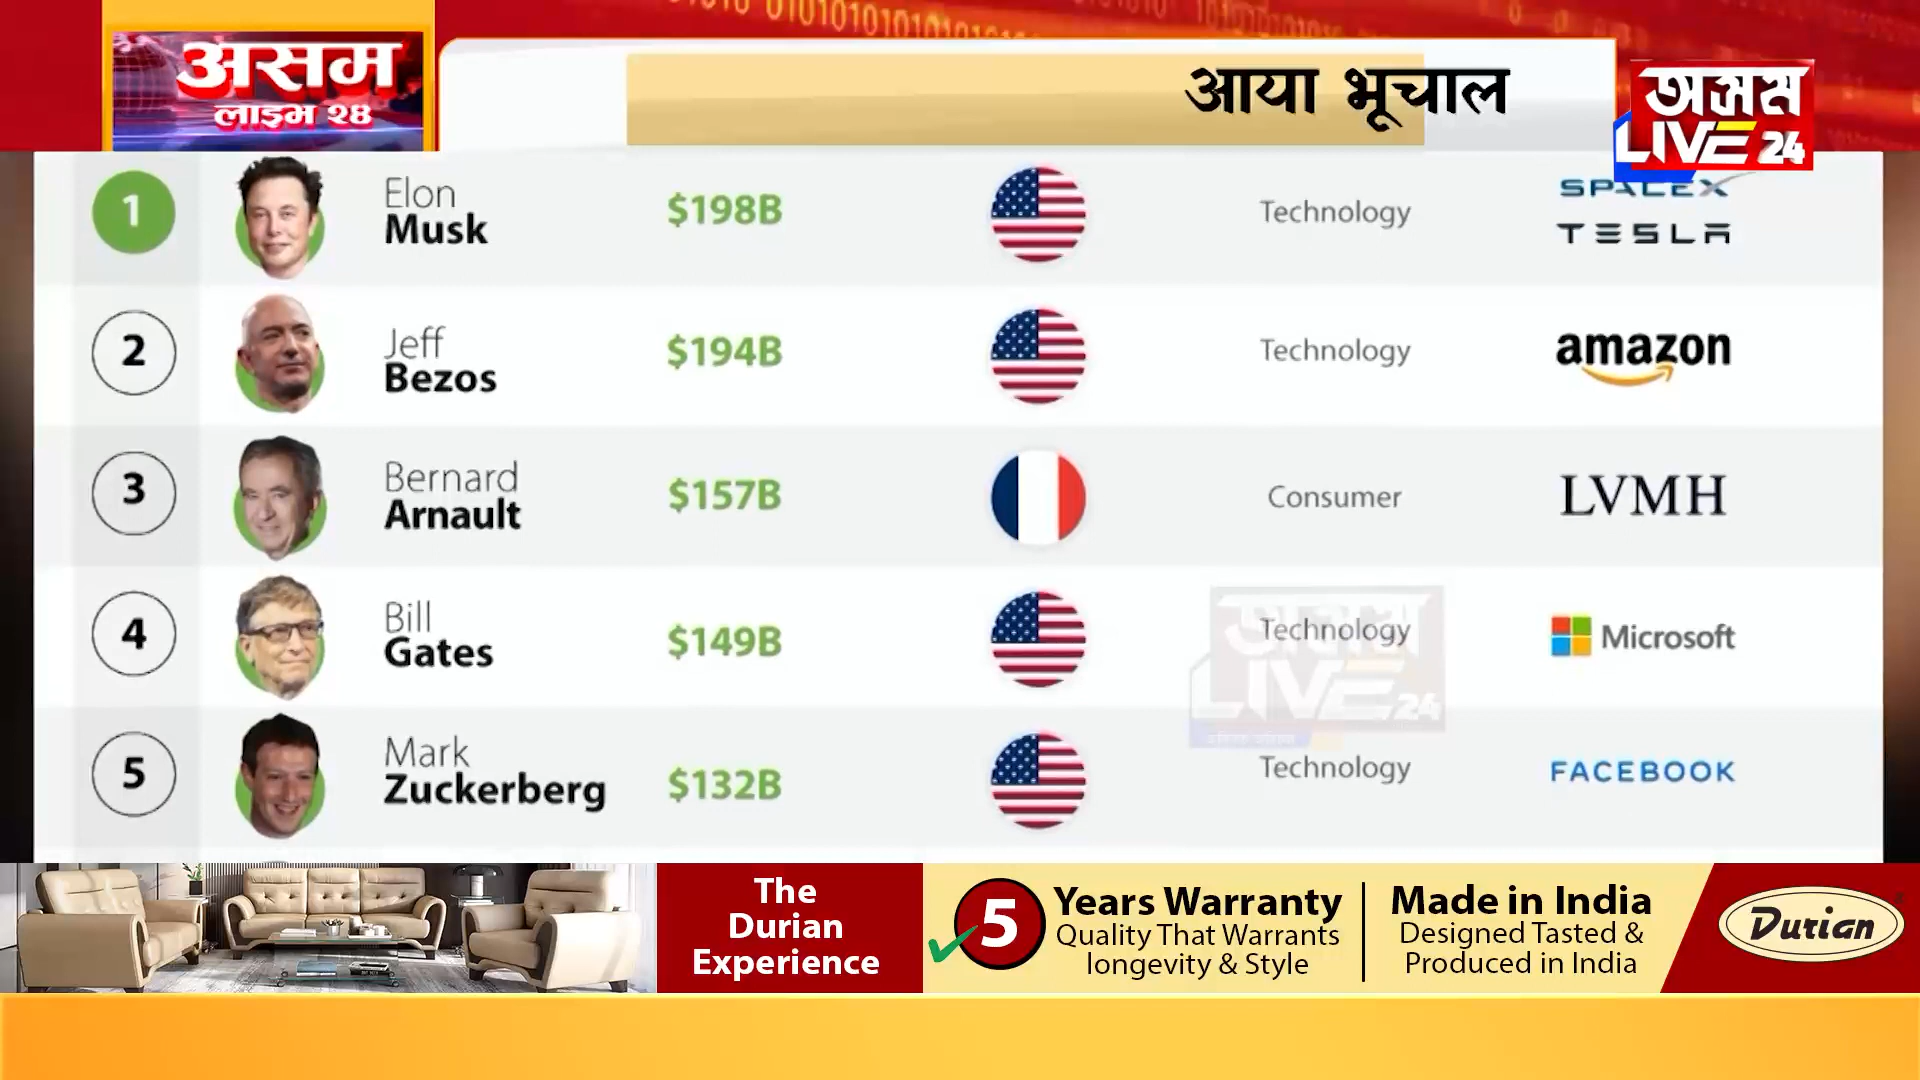 असम
लाइभ २४
आया भूचाल
অসম
LIVE 24
1
Elon
Musk
$198B
Technology
SPACEX
TESLA
2
Jeff
Bezos
$194B
Technology
amazon
3
Bernard
Arnault
$157B
Consumer
LVMH
4
Bill
Gates
$149B
Technology
Microsoft
অসম
LIVE 24
5
Mark
Zuckerberg
$132B
Technology
FACEBOOK
The
Durian
Experience
5
Years Warranty
Quality That Warrants
longevity & Style
Made in India
Designed Tasted &
Produced in India
Durian